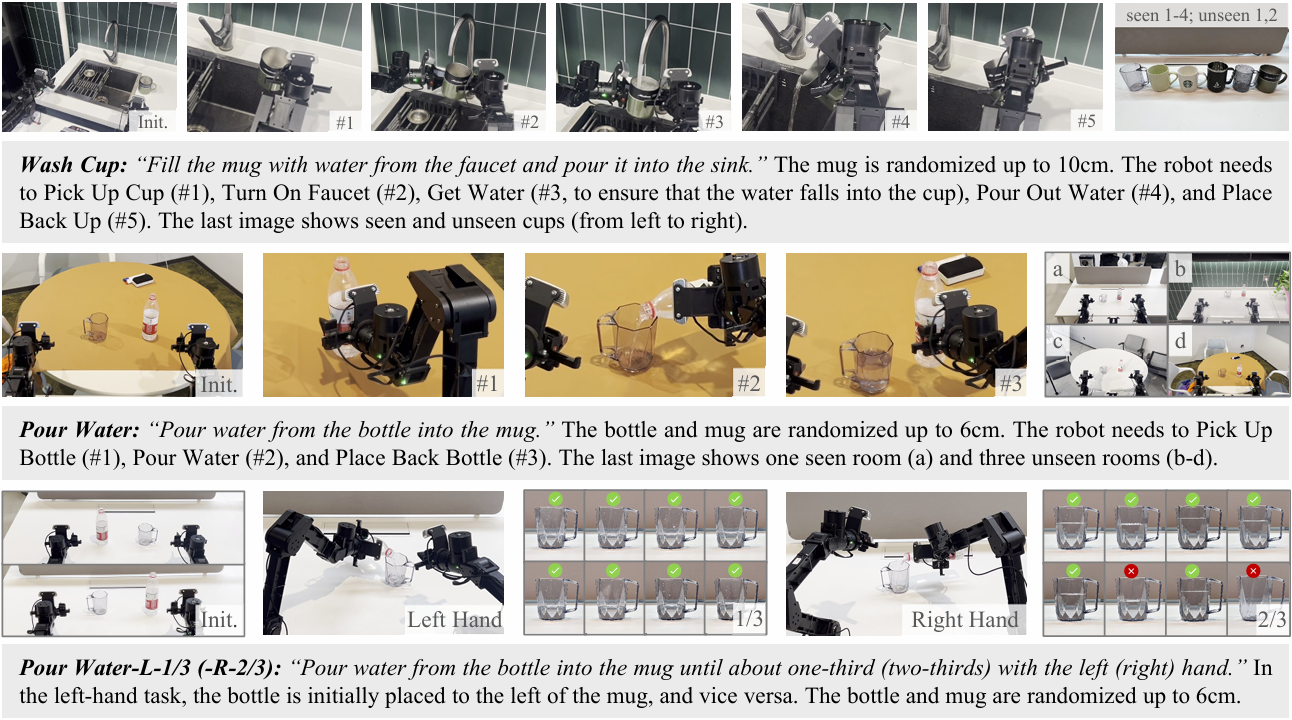 seen 1-4; unseen 1,2
Init.
#1
#2
#3
#4
#5
Wash Cup: “Fill the mug with water from the faucet and pour it into the sink.” The mug is randomized up to 10cm. The robot needs
to Pick Up Cup (#1), Turn On Faucet (#2), Get Water (#3, to ensure that the water falls into the cup), Pour Out Water (#4), and Place
Back Up (#5). The last image shows seen and unseen cups (from left to right).
a
b
c
d
Init.
#1
#2
#3
Pour Water: “Pour water from the bottle into the mug.” The bottle and mug are randomized up to 6cm. The robot needs to Pick Up
Bottle (#1), Pour Water (#2), and Place Back Bottle (#3). The last image shows one seen room (a) and three unseen rooms (b-d).
Init.
Left Hand
1/3
Right Hand
2/3
Pour Water-L-1/3 (-R-2/3): “Pour water from the bottle into the mug until about one-third (two-thirds) with the left (right) hand.” In
the left-hand task, the bottle is initially placed to the left of the mug, and vice versa. The bottle and mug are randomized up to 6cm.